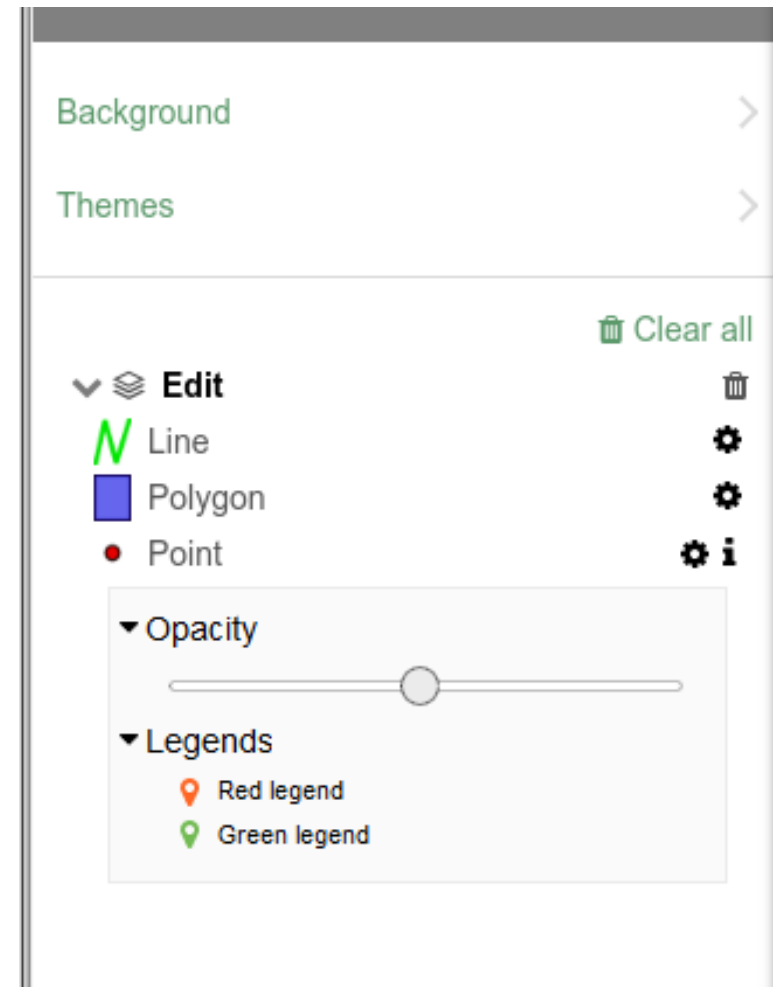 Background
Themes
Clear all
Edit
Line
Polygon
Point
Opacity
Legends
Red legend
Green legend